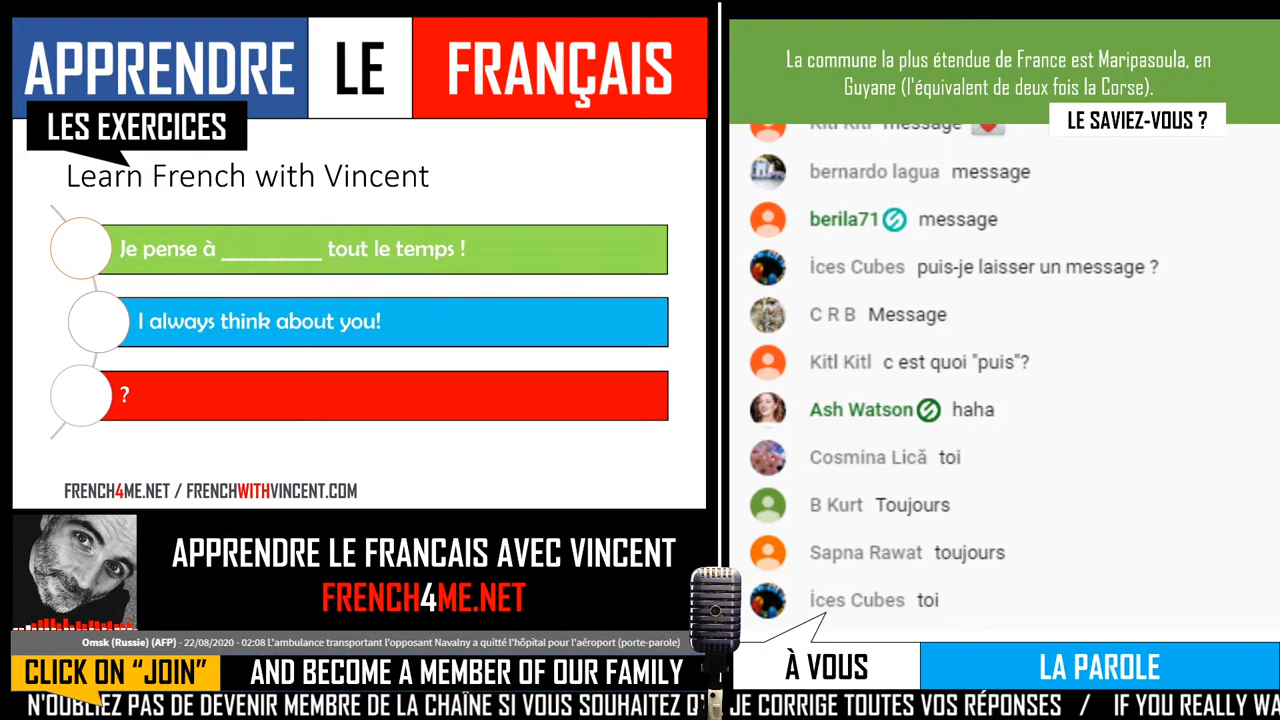 APPRENDRE LE FRANÇAIS
LES EXERCICES
Learn French with Vincent
Je pense à __________ tout le temps !
I always think about you!
?
FRENCH4ME.NET / FRENCHWITHVINCENT.COM
APPRENDRE LE FRANCAIS AVEC VINCENT
FRENCH4ME.NET
Omsk (Russie) (AFP) - 22/08/2020 - 02:08 L'ambulance transportant l'opposant Navalny a quitté l'hôpital pour l'aéroport (porte-parole)
CLICK ON “JOIN” AND BECOME A MEMBER OF OUR FAMILY
La commune la plus étendue de France est Maripasoula, en
Guyane (l'équivalent de deux fois la Corse).
LE SAVIEZ-VOUS ?
Kitl Kitl message
bernardo lagua message
berila71 message
İces Cubes puis-je laisser un message ?
C R B Message
Kitl Kitl c est quoi "puis"?
Ash Watson haha
Cosmina Lică toi
B Kurt Toujours
Sapna Rawat toujours
İces Cubes toi
À VOUS LA PAROLE
N'OUBLIEZ PAS DE DEVENIR MEMBRE DE LA CHAÎNE SI VOUS SOUHAITEZ JE CORRIGE TOUTES VOS RÉPONSES / IF YOU REALLY WA